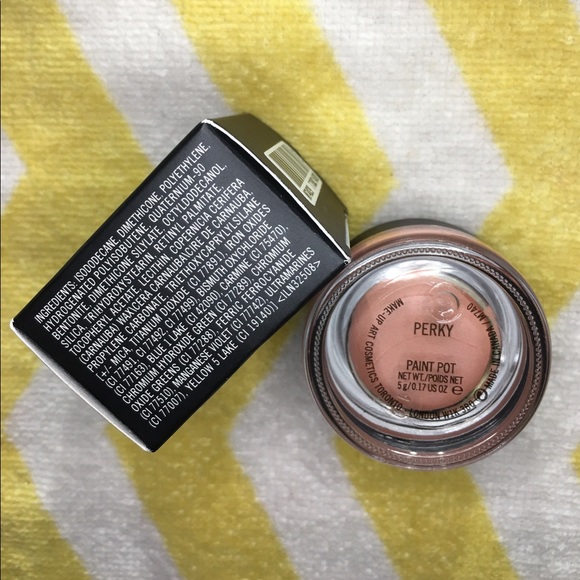 INGREDIENTS: ISODODECANE, DIMETHICONE, POLYETHYLENE,
HYDROGENATED POLYISOBUTENE, QUATERNIUM-90
BENTONITE, DIMETHICONE SILYLATE, OCTYLDODECANOL,
SILICA, TRIHYDROXYSTEARIN, RETINYL PALMITATE,
TOCOPHERYL ACETATE, LECITHIN, COPERNICIA CERIFERA
(CARNAUBA) WAX\CERA CARNAUBA\CIRE DE CARNAUBA,
PROPYLENE CARBONATE, TRIETHOXYCAPRYLYLSILANE
<+/- MICA, TITANIUM DIOXIDE (CI 77891), IRON OXIDES
(CI 77491, CI 77492, CI 77499), BISMUTH OXYCHLORIDE
(CI 77163), BLUE 1 LAKE (CI 42090), CARMINE (CI 75470),
CHROMIUM HYDROXIDE GREEN (CI 77289), CHROMIUM
OXIDE GREENS (CI 77288), FERRIC FERROCYANIDE
(CI 77510), MANGANESE VIOLET (CI 77742), ULTRAMARINES
(CI 77007), YELLOW 5 LAKE (CI 19140)> <ILN32508>
PERKY
PAINT POT
NET WT./POIDS NET
5 g/0.17 US OZ ℮
MAKE-UP ART COSMETICS TORONTO
LONDON W1K
MADE IN